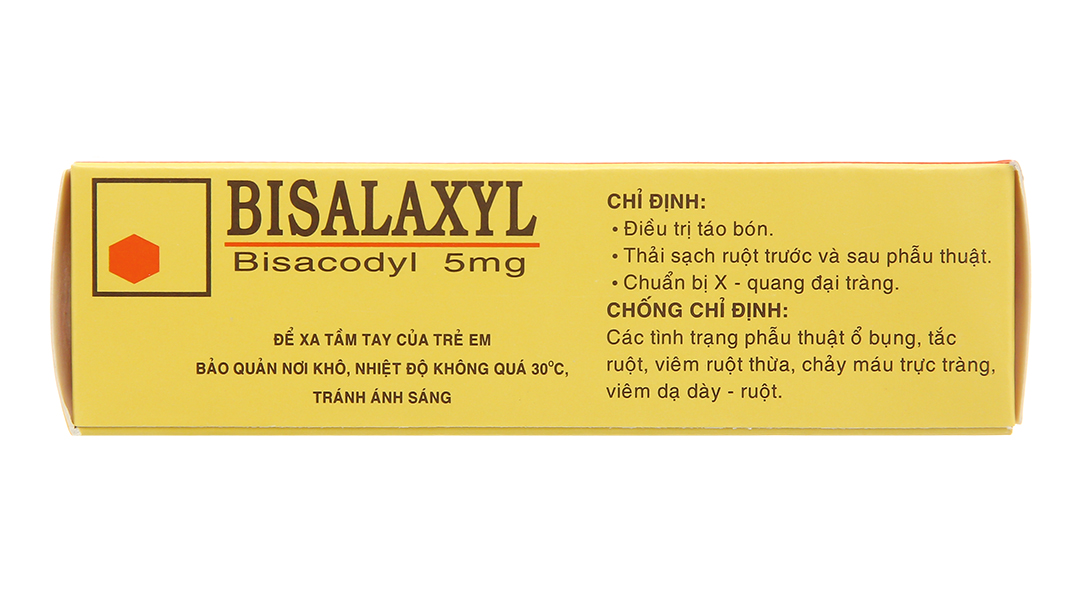 BISALAXYL
Bisacodyl 5mg
ĐỂ XA TẦM TAY CỦA TRẺ EM
BẢO QUẢN NƠI KHÔ, NHIỆT ĐỘ KHÔNG QUÁ 30°C,
TRÁNH ÁNH SÁNG
CHỈ ĐỊNH:
• Điều trị táo bón.
• Thải sạch ruột trước và sau phẫu thuật.
• Chuẩn bị X - quang đại tràng.
CHỐNG CHỈ ĐỊNH:
Các tình trạng phẫu thuật ổ bụng, tắc
ruột, viêm ruột thừa, chảy máu trực tràng,
viêm dạ dày - ruột.